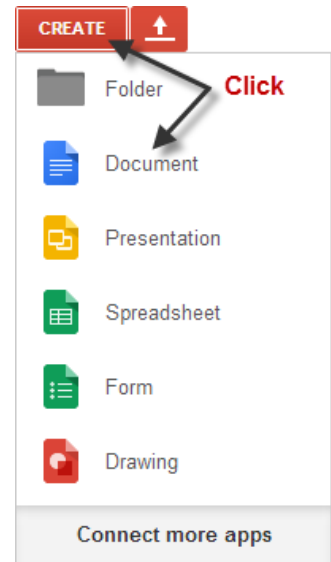 CREATE
Folder
Click
Document
Presentation
Spreadsheet
Form
Drawing
Connect more apps